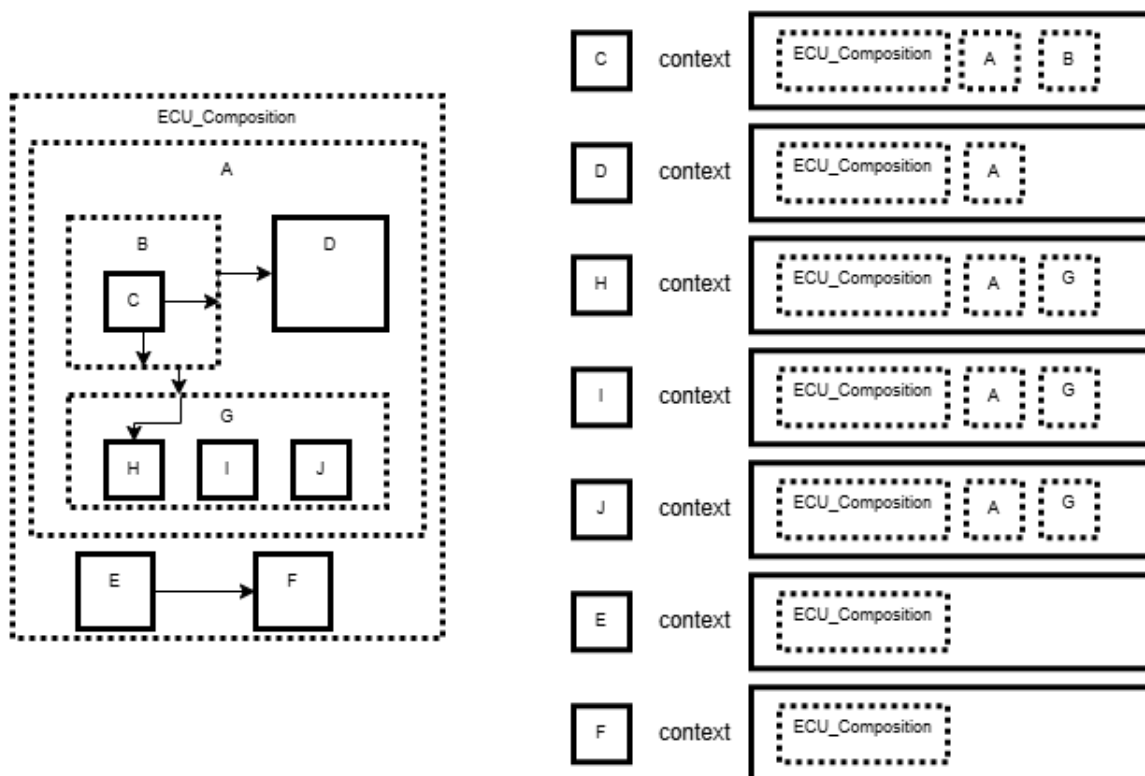 ECU_Composition
A
B
D
C
G
H I J
E F
C context ECU_Composition A B
D context ECU_Composition A
H context ECU_Composition A G
I context ECU_Composition A G
J context ECU_Composition A G
E context ECU_Composition
F context ECU_Composition